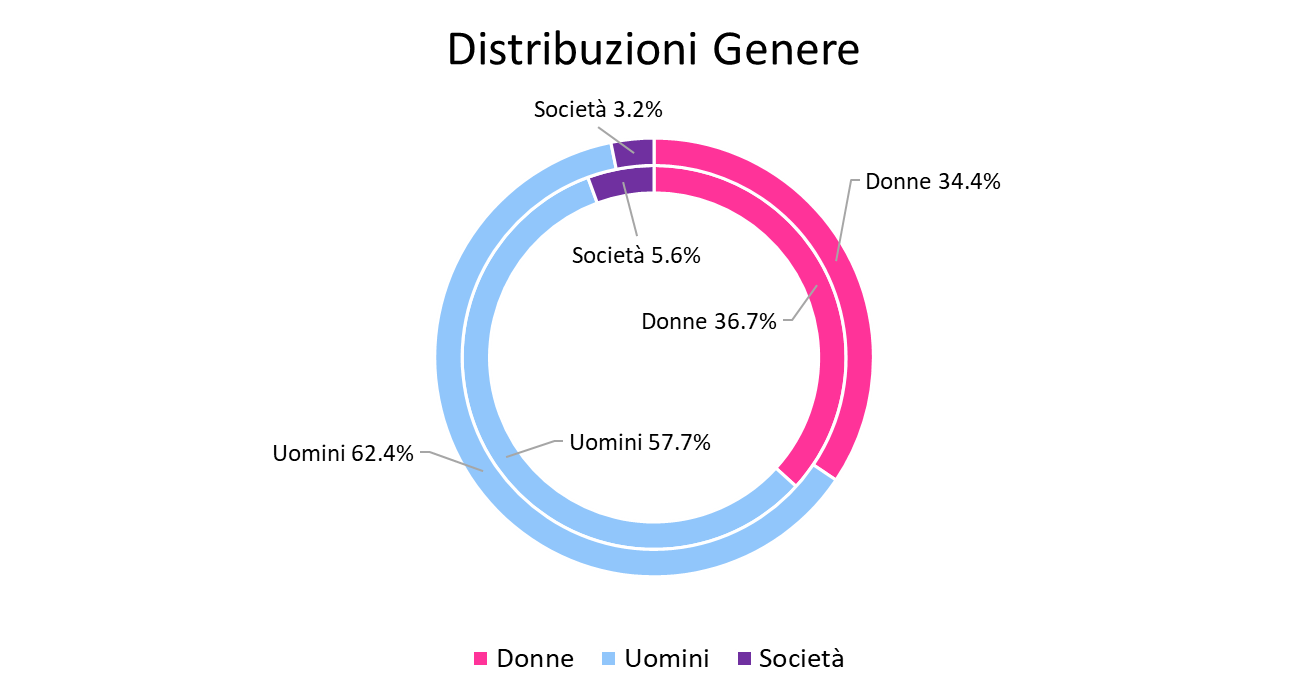 Distribuzioni Genere
Società 3.2%
Donne 34.4%
Società 5.6%
Donne 36.7%
Uomini 57.7%
Uomini 62.4%
Donne Uomini Società